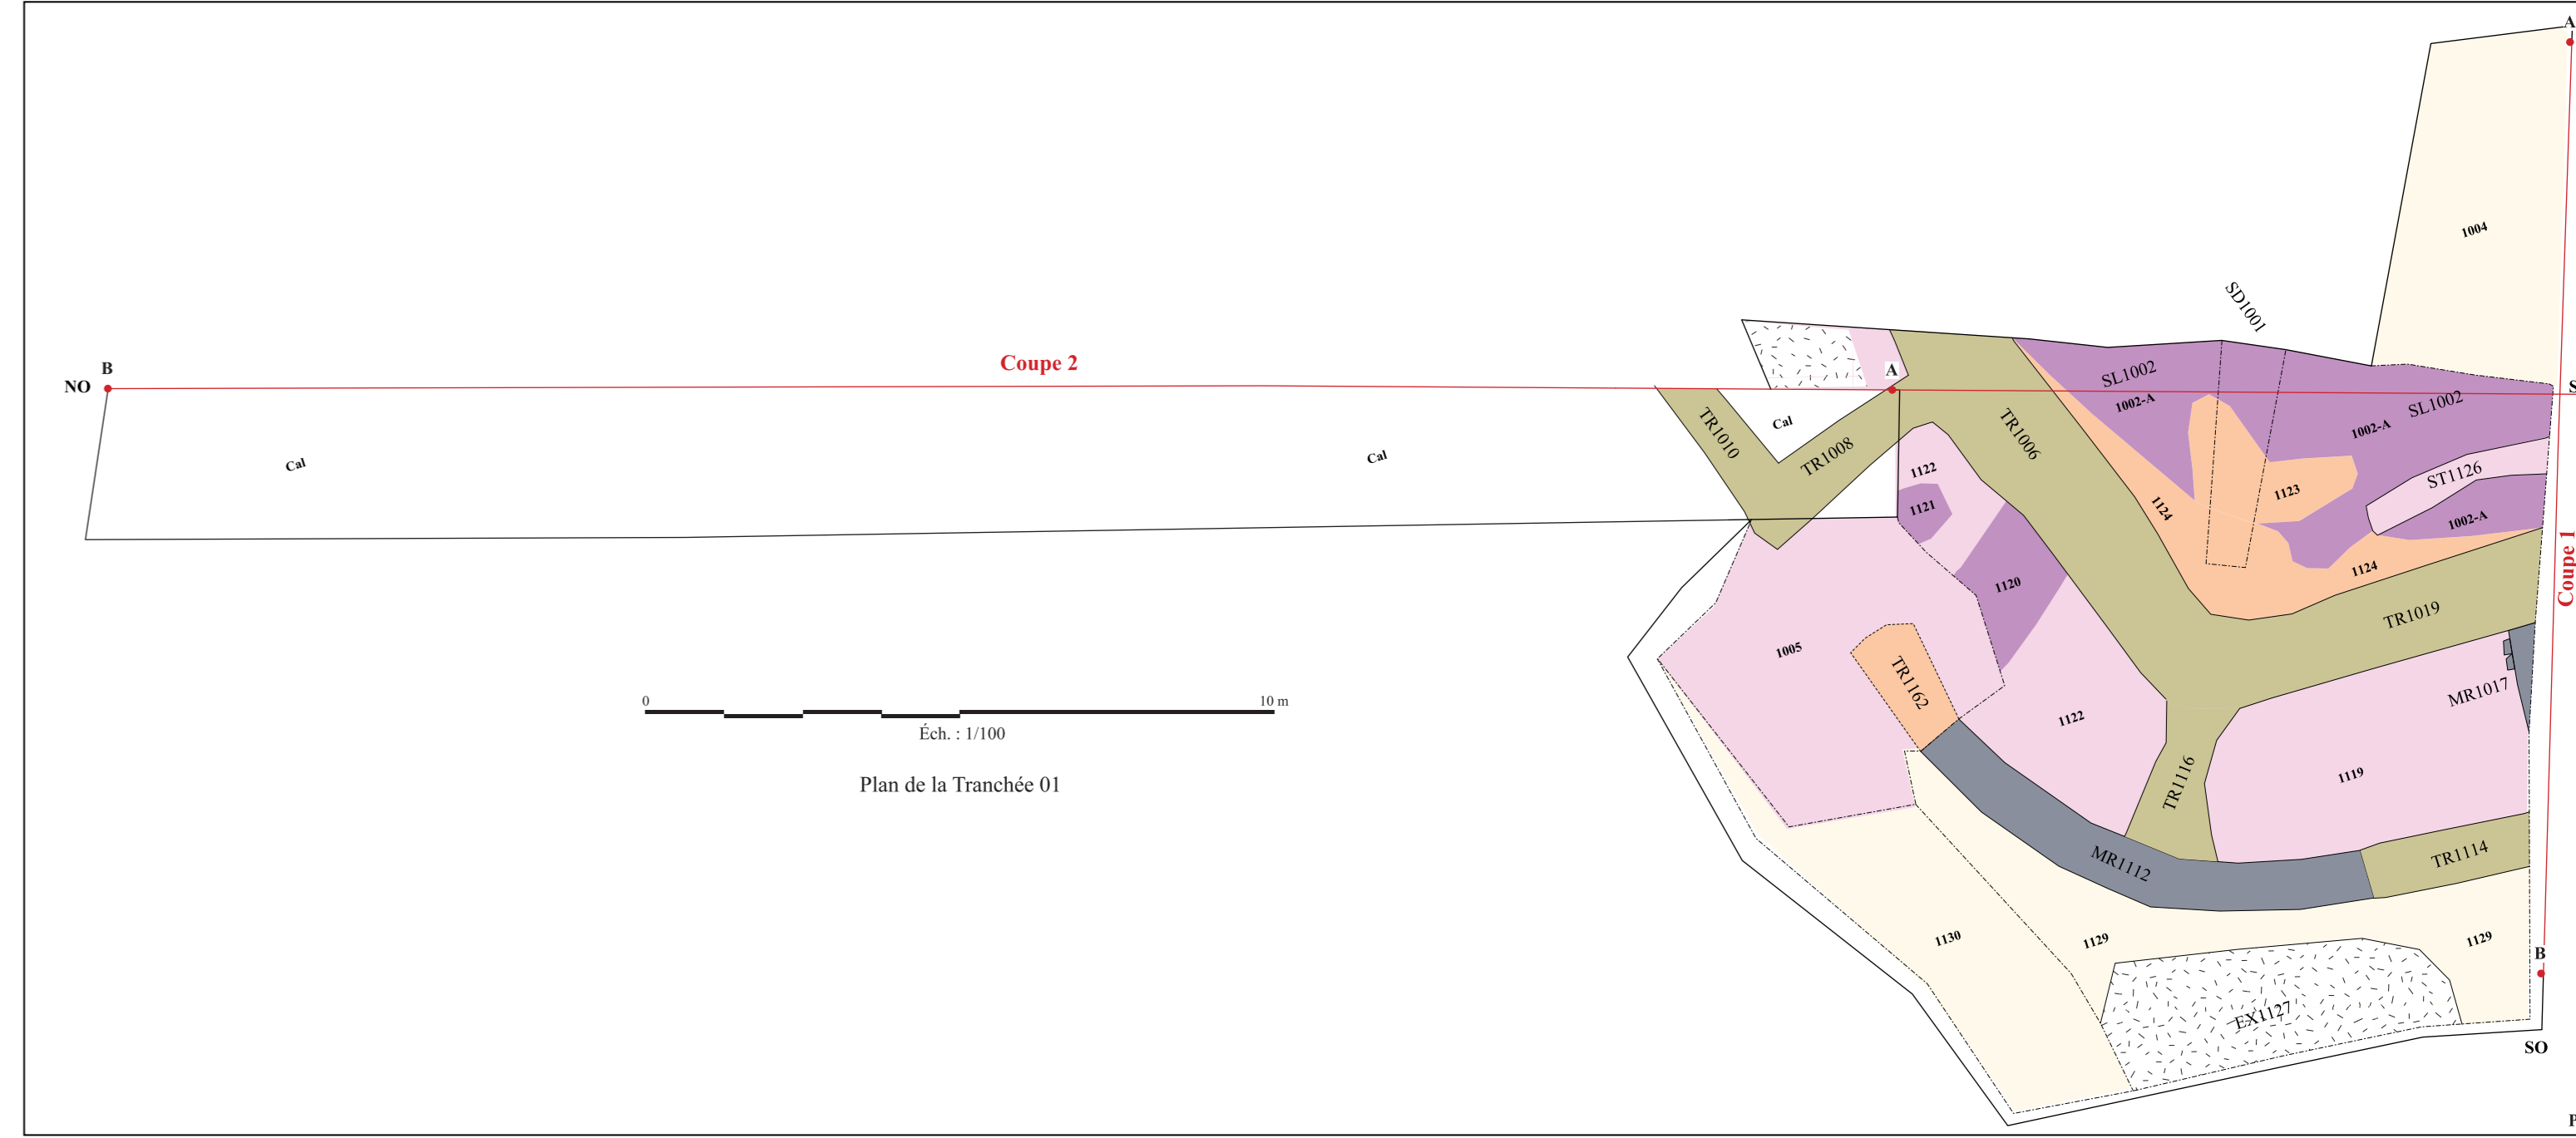 A
1004
SD1001
B
NO
Coupe 2
A
SL1002
1002-A
SL1002
1002-A
S
TR1010
Cal
TR1008
TR1006
1122
1121
ST1126
1123
1124
1002-A
Cal
Cal
1120
1124
Coupe 1
TR1019
1005
TR1162
MR1017
0
10 m
1122
Éch. : 1/100
Plan de la Tranchée 01
TR1116
1119
MR1112
TR1114
1130
1129
1129
B
EX1127
SO
P